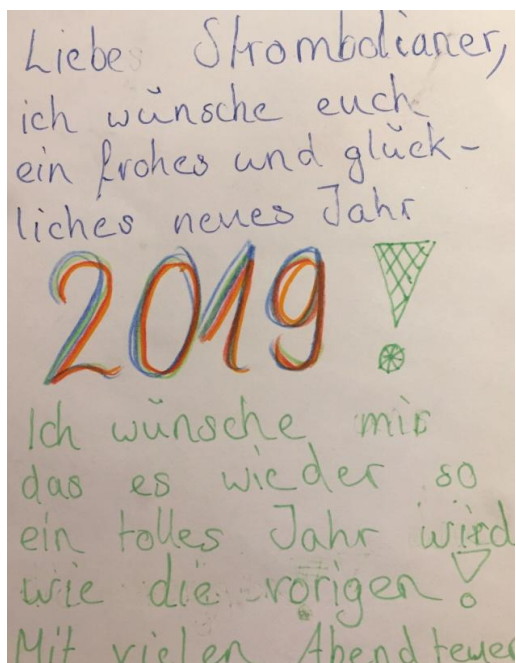 Liebe Strombolianer,
ich wünsche euch
ein frohes und glück-
liches neues Jahr
2019!
Ich wünsche mir
das es wieder so
ein tolles Jahr wird
wie die vorigen!
Mit vielen Abendteuer